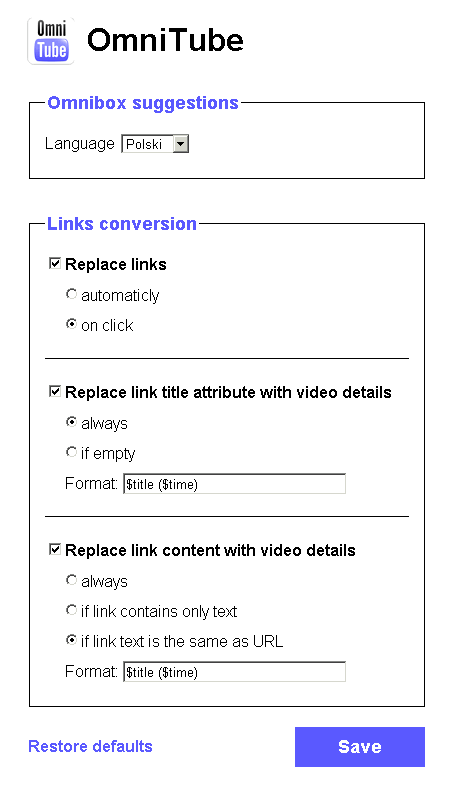 Omni
Tube
OmniTube
Omnibox suggestions
Language Polski
Links conversion
Replace links
automaticly
on click
Replace link title attribute with video details
always
if empty
Format: $title ($time)
Replace link content with video details
always
if link contains only text
if link text is the same as URL
Format: $title ($time)
Restore defaults
Save